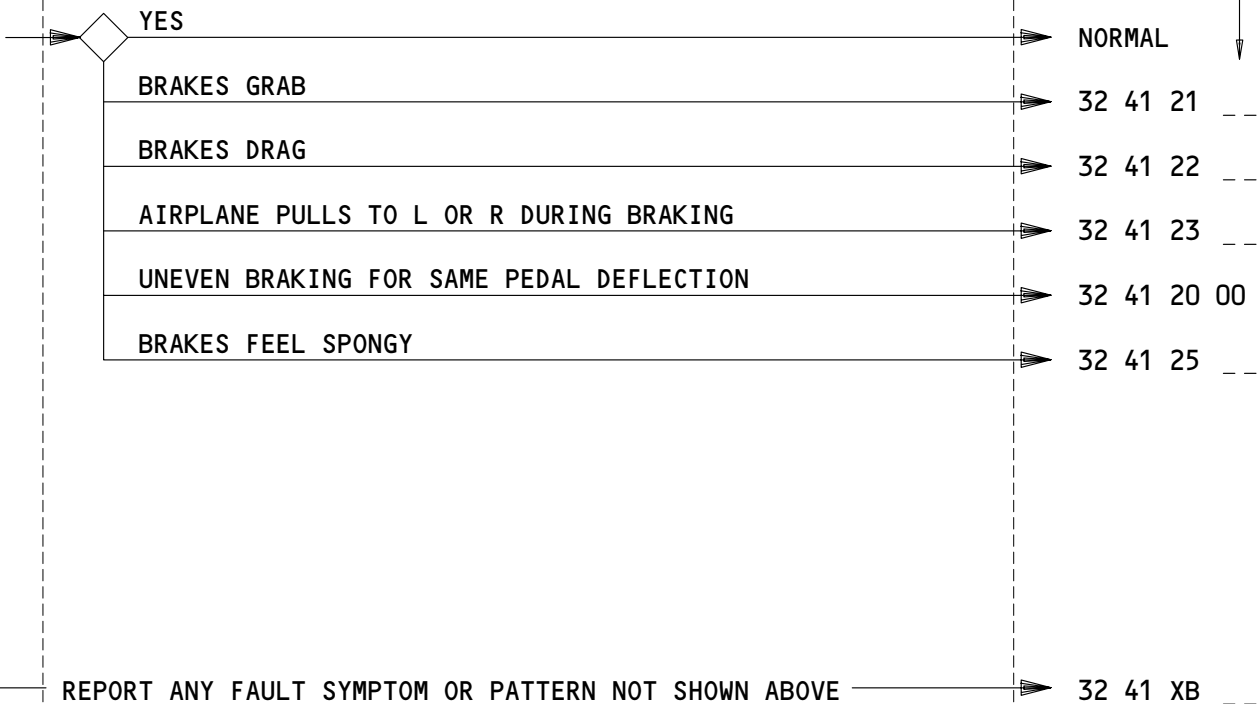 YES NORMAL
BRAKES GRAB 32 41 21 _ _
BRAKES DRAG 32 41 22 _ _
AIRPLANE PULLS TO L OR R DURING BRAKING 32 41 23 _ _
UNEVEN BRAKING FOR SAME PEDAL DEFLECTION 32 41 20 00
BRAKES FEEL SPONGY 32 41 25 _ _
REPORT ANY FAULT SYMPTOM OR PATTERN NOT SHOWN ABOVE 32 41 XB _ _